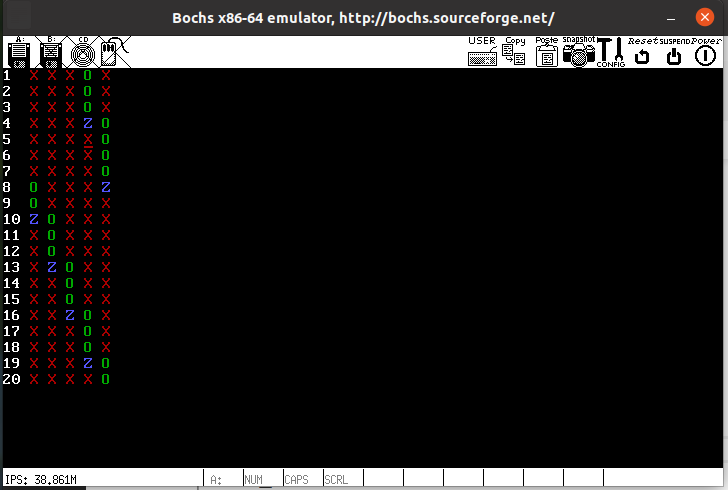 Bochs x86-64 emulator, http://bochs.sourceforge.net/
A: B: CD USER Copy Paste snapshot CONFIG Reset SUSPEND Power
1 X X X O X
2 X X X O X
3 X X X O X
4 X X X Z O
5 X X X X O
6 X X X X O
7 X X X X O
8 O X X X Z
9 O X X X X
10 Z O X X X
11 X O X X X
12 X O X X X
13 X Z O X X
14 X X O X X
15 X X O X X
16 X X Z O X
17 X X X O X
18 X X X O X
19 X X X Z O
20 X X X X O
IPS: 38.861M A: NUM CAPS SCRL